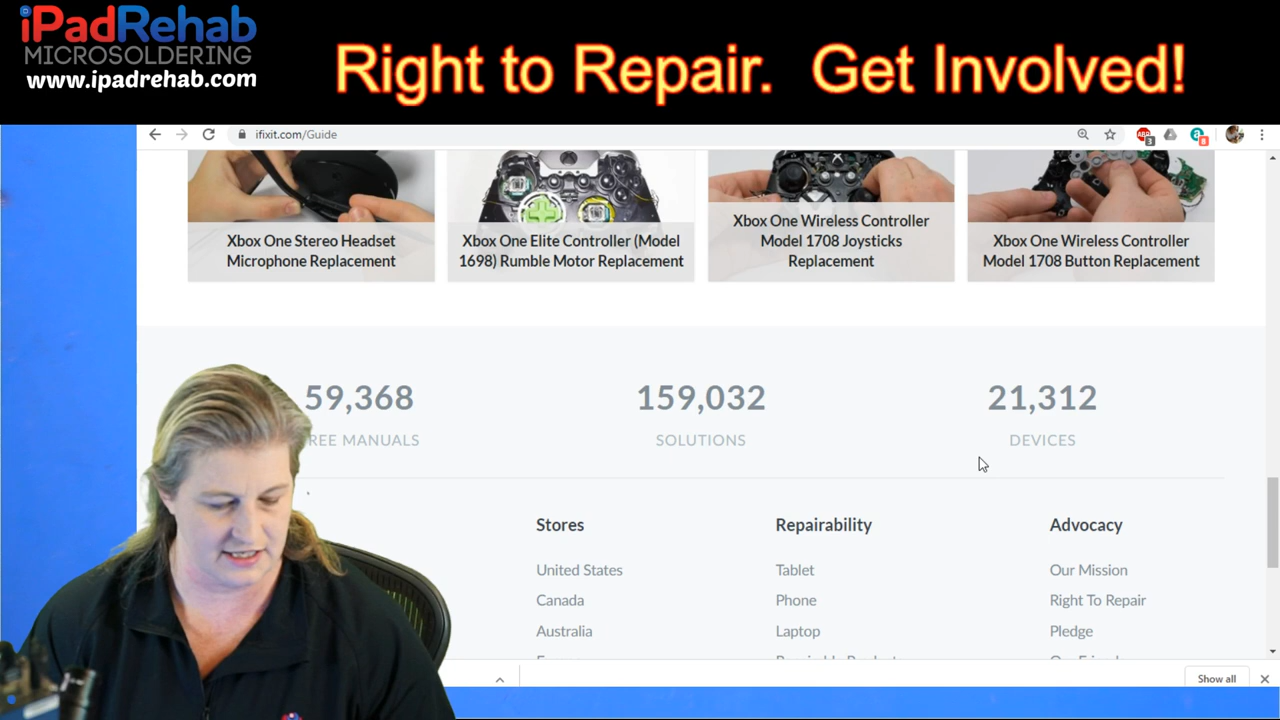 iPadRehab
MICROSOLDERING
www.ipadrehab.com
Right to Repair. Get Involved!
ifixit.com/Guide
Xbox One Stereo Headset
Microphone Replacement
Xbox One Elite Controller (Model
1698) Rumble Motor Replacement
Xbox One Wireless Controller
Model 1708 Joysticks
Replacement
Xbox One Wireless Controller
Model 1708 Button Replacement
59,368
REE MANUALS
159,032
SOLUTIONS
21,312
DEVICES
Stores
United States
Canada
Australia
Repairability
Tablet
Phone
Laptop
Advocacy
Our Mission
Right To Repair
Pledge
Show all